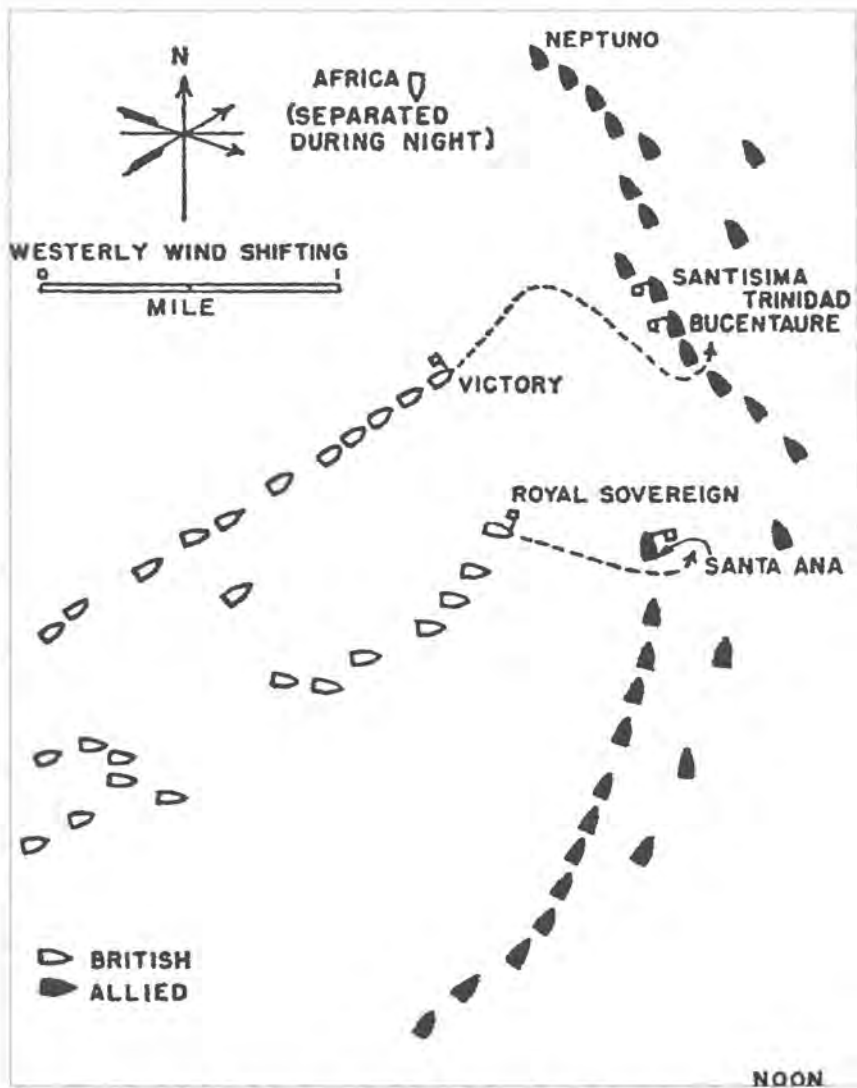 NEPTUNO
N
AFRICA
(SEPARATED
DURING NIGHT)
WESTERLY WIND SHIFTING
0 1
MILE
SANTISIMA
TRINIDAD
BUCENTAURE
VICTORY
ROYAL SOVEREIGN
SANTA ANA
BRITISH
ALLIED
NOON